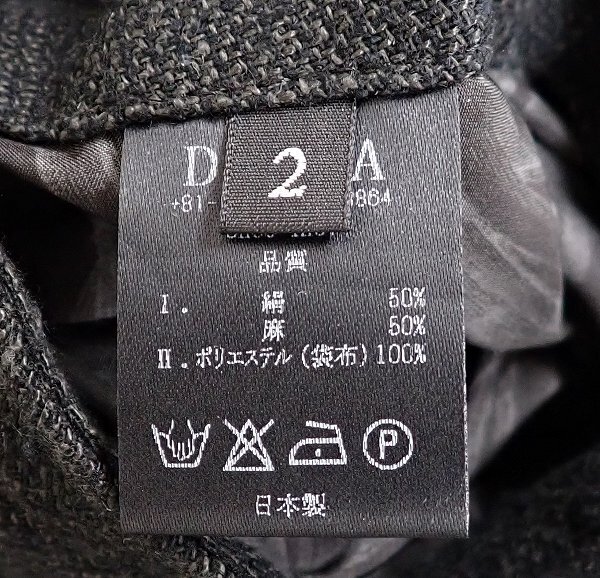 D A
2
+81- 864
品質
I. 絹 50%
麻 50%
II.ポリエステル(袋布)100%
P
日本製